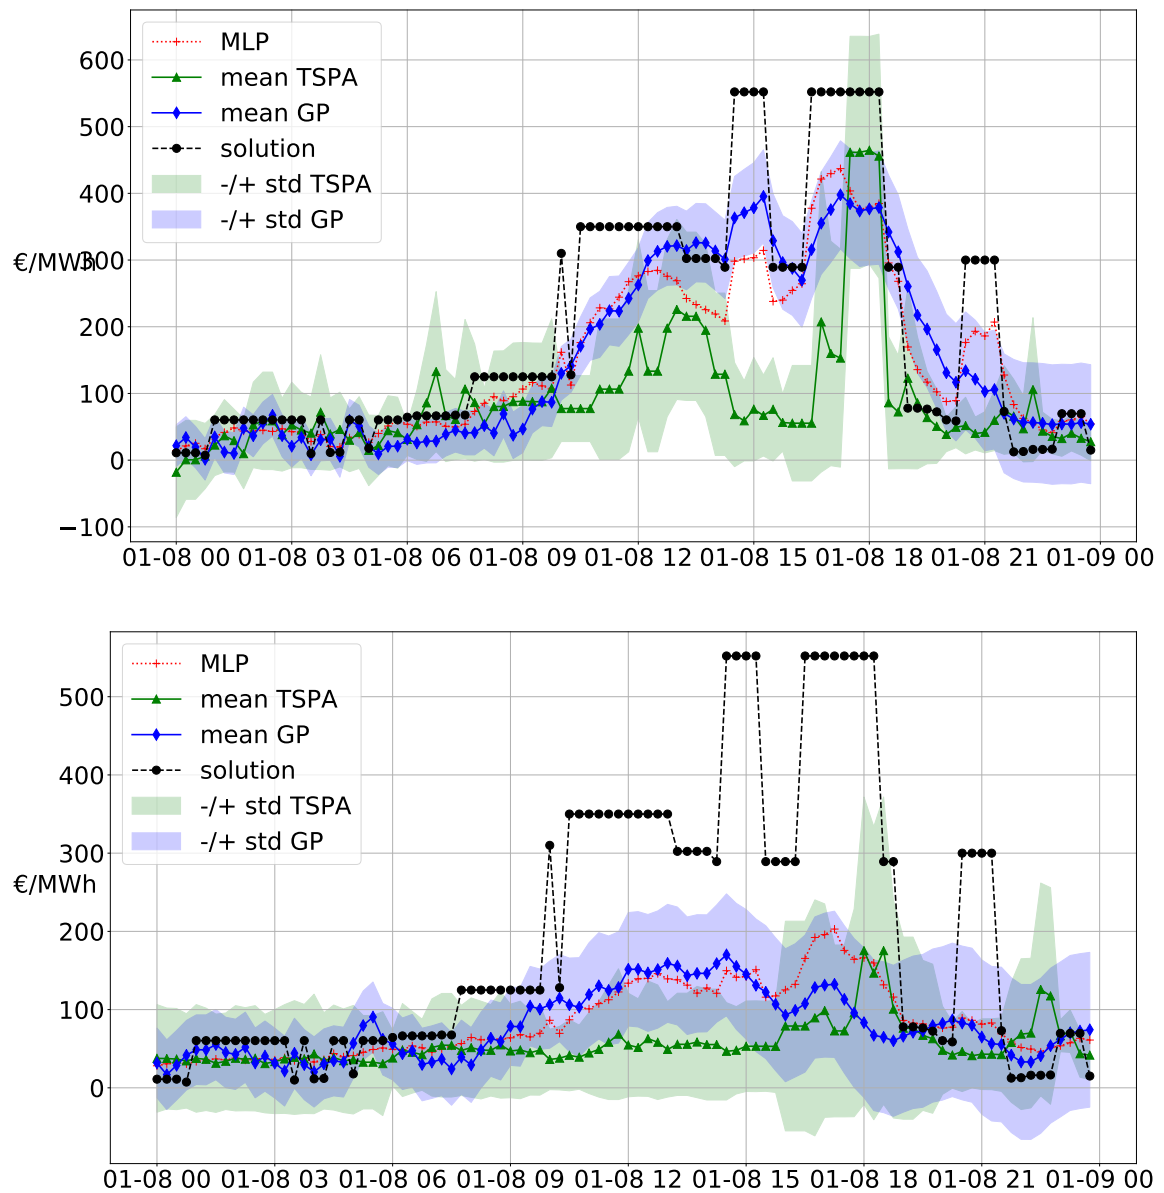 MLP
mean TSPA
mean GP
solution
-/+ std TSPA
-/+ std GP
600
500
400
300
200
100
0
−100
€/MWh
01-08 00 01-08 03 01-08 06 01-08 09 01-08 12 01-08 15 01-08 18 01-08 21 01-09 00
MLP
mean TSPA
mean GP
solution
-/+ std TSPA
-/+ std GP
500
400
300
200
100
0
€/MWh
01-08 00 01-08 03 01-08 06 01-08 09 01-08 12 01-08 15 01-08 18 01-08 21 01-09 00